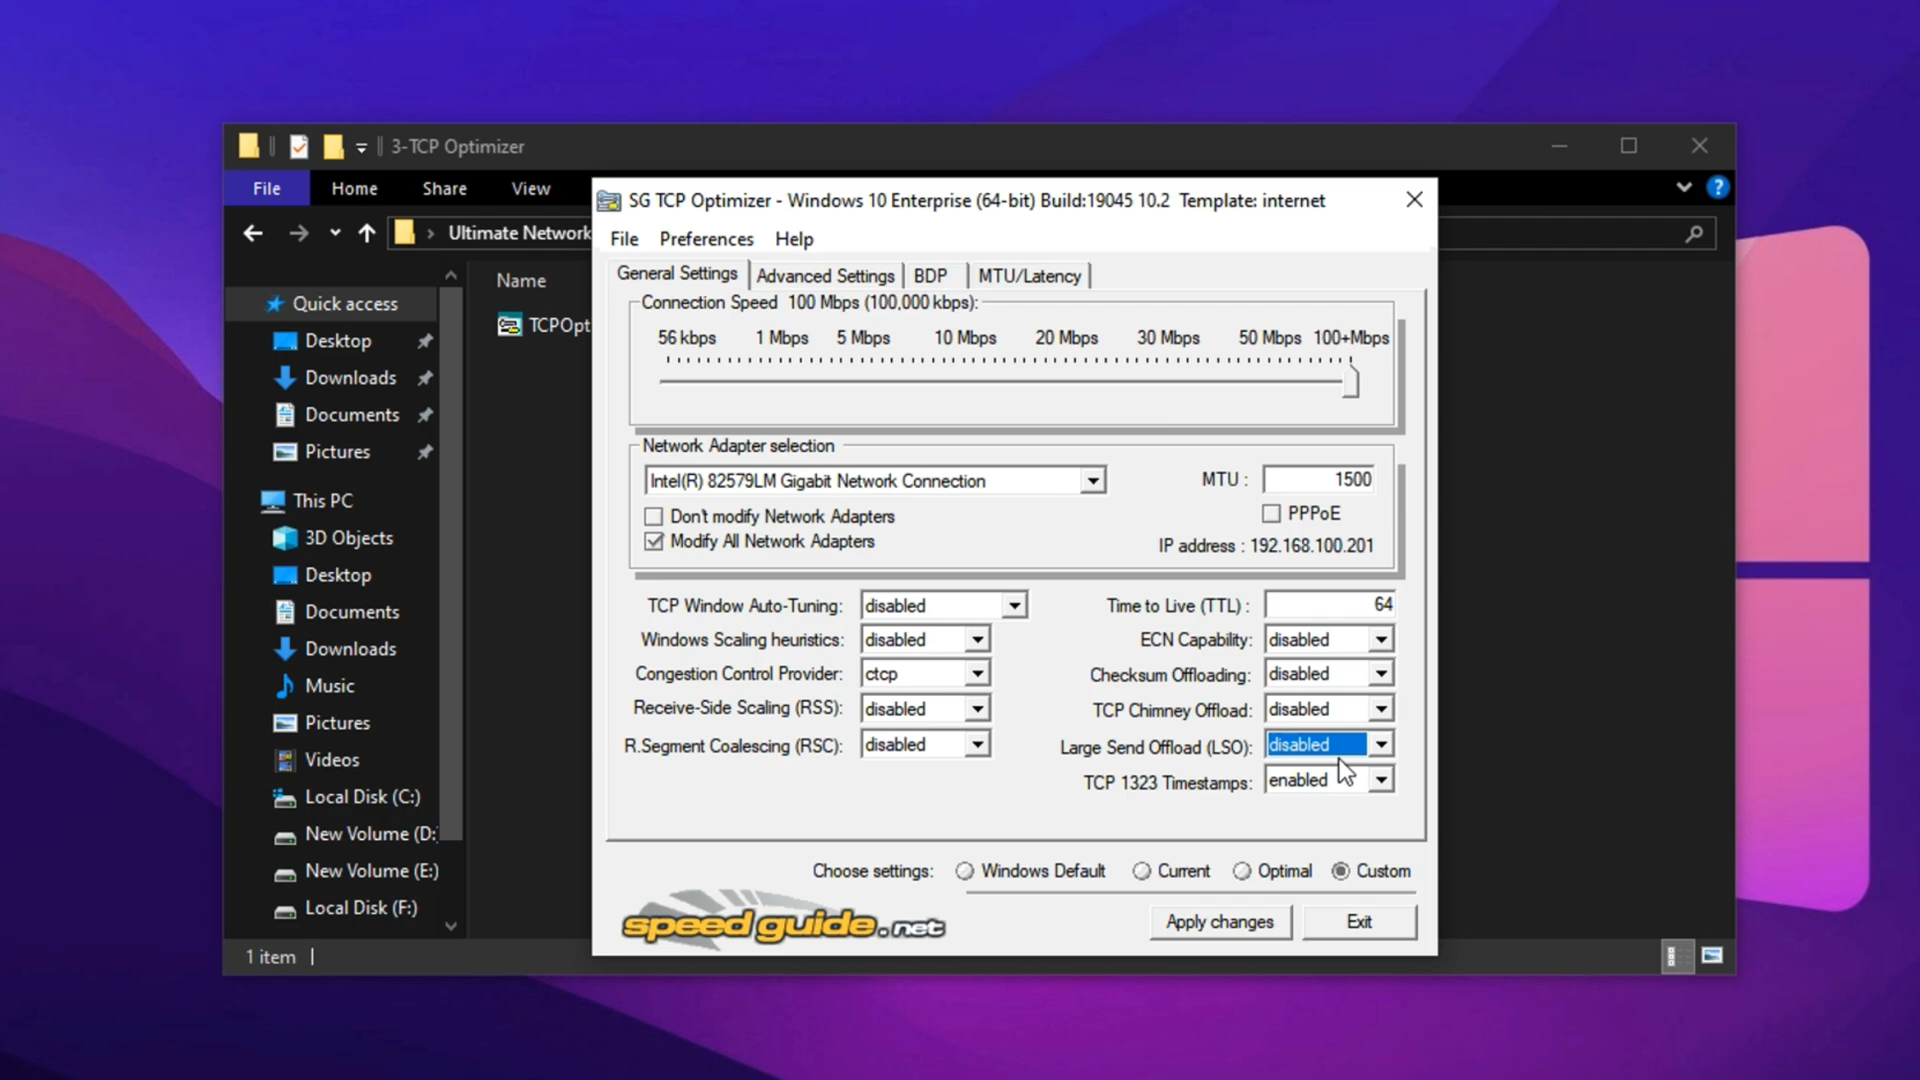 3-TCP Optimizer
File Home Share View
Ultimate Network
Quick access
Desktop
Downloads
Documents
Pictures
This PC
3D Objects
Desktop
Documents
Downloads
Music
Pictures
Videos
Local Disk (C:)
New Volume (D:
New Volume (E:)
Local Disk (F:)
1 item
Name
TCPOpt
SG TCP Optimizer - Windows 10 Enterprise (64-bit) Build:19045 10.2 Template: internet
File Preferences Help
General Settings Advanced Settings BDP MTU/Latency
Connection Speed 100 Mbps (100,000 kbps):
56 kbps 1 Mbps 5 Mbps 10 Mbps 20 Mbps 30 Mbps 50 Mbps 100+Mbps
Network Adapter selection
Intel(R) 82579LM Gigabit Network Connection MTU : 1500
Don't modify Network Adapters PPPoE
Modify All Network Adapters IP address : 192.168.100.201
TCP Window Auto-Tuning: disabled Time to Live (TTL) : 64
Windows Scaling heuristics: disabled ECN Capability: disabled
Congestion Control Provider: ctcp Checksum Offloading: disabled
Receive-Side Scaling (RSS): disabled TCP Chimney Offload: disabled
R.Segment Coalescing (RSC): disabled Large Send Offload (LSO): disabled
TCP 1323 Timestamps: enabled
Choose settings: Windows Default Current Optimal Custom
speed guide.net
Apply changes Exit